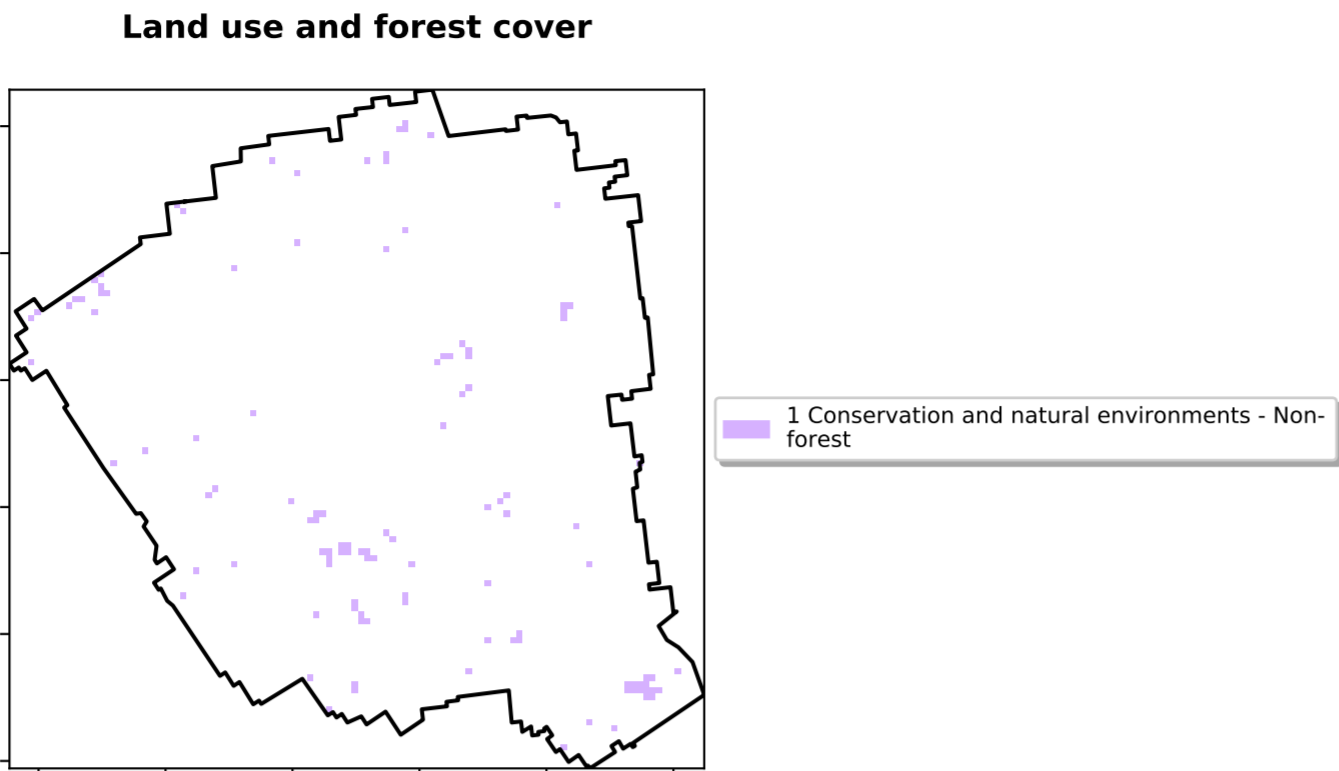 Land use and forest cover
1 Conservation and natural environments - Non-
forest